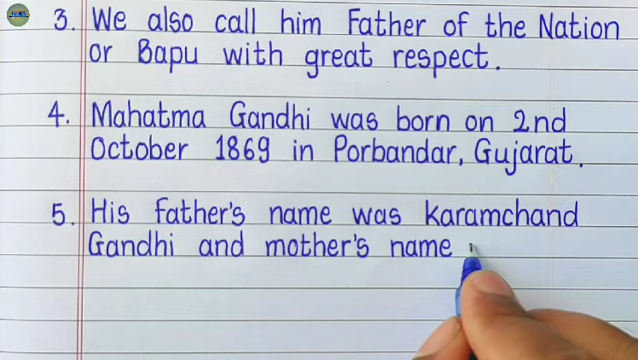 3. We also call him Father of the Nation
or Bapu with great respect.
4. Mahatma Gandhi was born on 2nd
October 1869 in Porbandar, Gujarat.
5. His father's name was Karamchand
Gandhi and mother's name